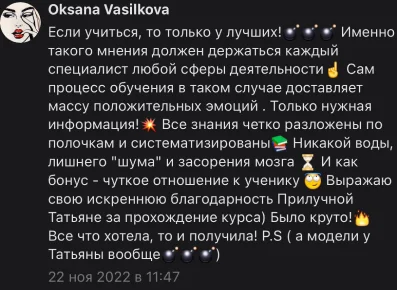 Oksana Vasilkova
Если учиться, то только у лучших! 💣 💣 💣 Именно
такого мнения должен держаться каждый
специалист любой сферы деятельности☝️ Сам
процесс обучения в таком случае доставляет
массу положительных эмоций . Только нужная
информация!💥 Все знания четко разложены по
полочкам и систематизированы📚 Никакой воды,
лишнего "шума" и засорения мозга ⏳ И как
бонус - чуткое отношение к ученику 🙄 Выражаю
свою искреннюю благодарность Прилучной
Татьяне за прохождение курса) Было круто!🔥
Все что хотела, то и получила! P.S ( а модели у
Татьяны вообще 💣 💣 💣)
22 ноя 2022 в 11:47